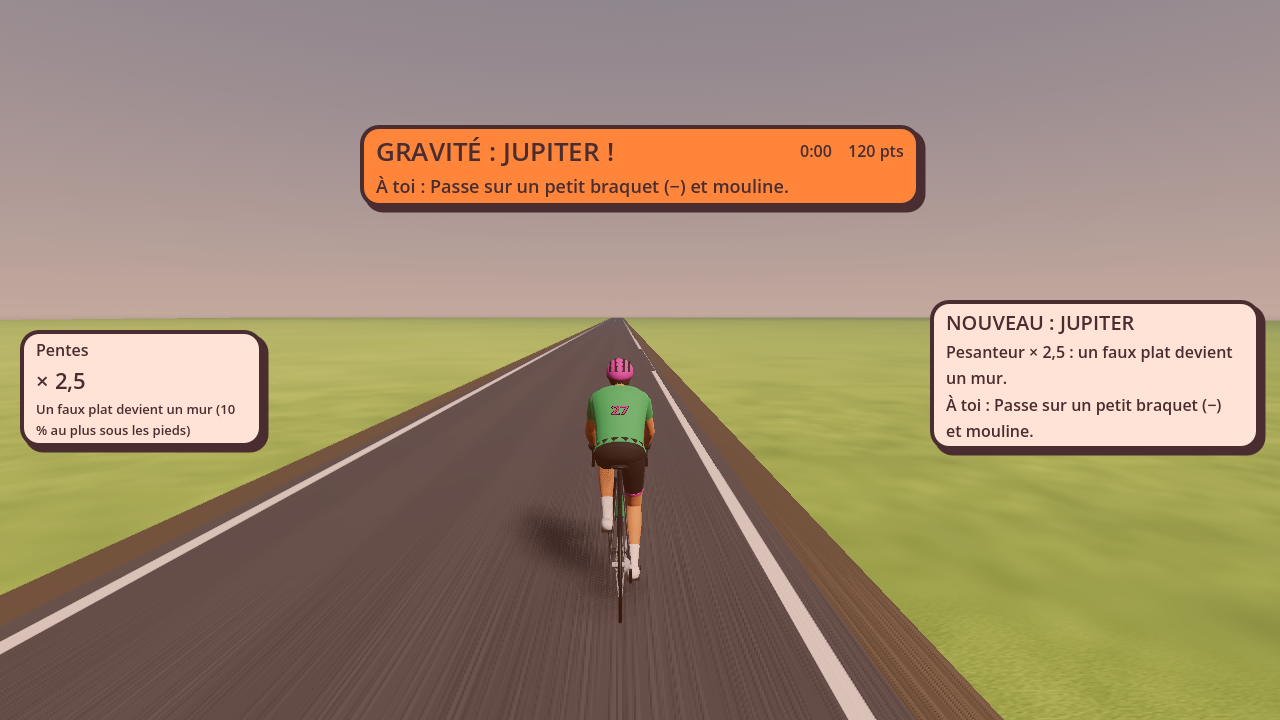 GRAVITÉ : JUPITER !
0:00 120 pts
À toi : Passe sur un petit braquet (−) et mouline.
NOUVEAU : JUPITER
Pesanteur × 2,5 : un faux plat devient
un mur.
À toi : Passe sur un petit braquet (−)
et mouline.
Pentes
× 2,5
Un faux plat devient un mur (10
% au plus sous les pieds)
27